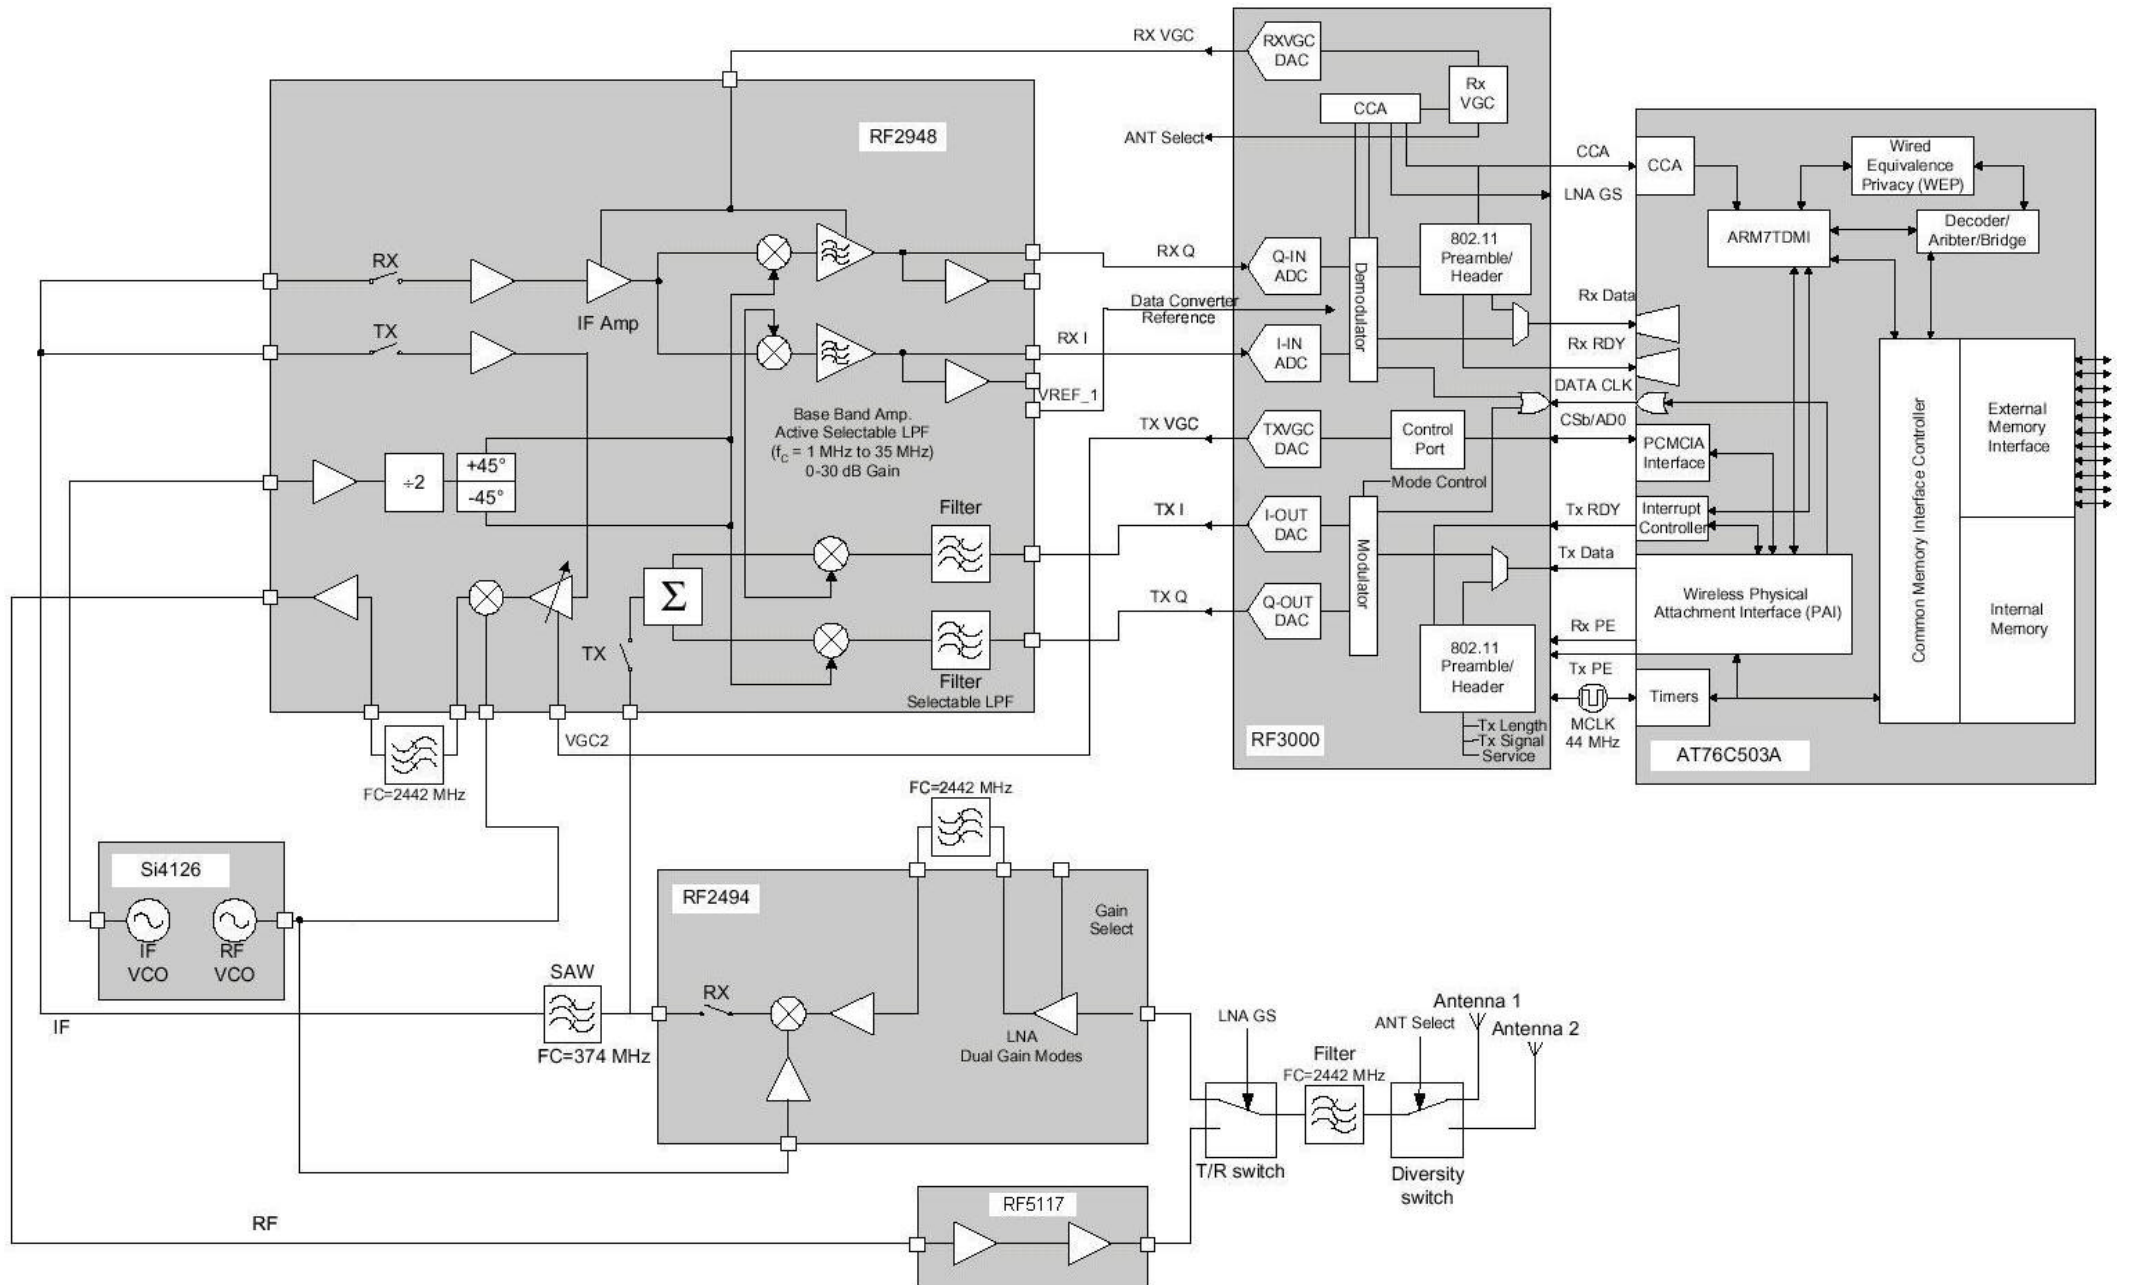 RX VGC
RXVGC
DAC
Rx
VGC
CCA
RF2948
ANT Select
CCA
CCA
Wired
Equivalence
Privacy (WEP)
LNA GS
ARM7TDMI
Decoder/
Aribter/Bridge
RX
IF Amp
RX Q
Q-IN
ADC
Demodulator
802.11
Preamble/
Header
Data Converter
Reference
Rx Data
TX
RX I
I-IN
ADC
Rx RDY
VREF_1
DATA CLK
CSb/AD0
Base Band Amp.
Active Selectable LPF
(fC = 1 MHz to 35 MHz)
0-30 dB Gain
TX VGC
TXVGC
DAC
Control
Port
PCMCIA
Interface
External
Memory
Interface
Common Memory Interface Controller
÷2
+45°
-45°
Mode Control
Filter
TX I
I-OUT
DAC
Modulator
Tx RDY
Interrupt
Controller
Tx Data
Σ
TX Q
Q-OUT
DAC
Wireless Physical
Attachment Interface (PAI)
Internal
Memory
Rx PE
TX
802.11
Preamble/
Header
Tx PE
Filter
Selectable LPF
Timers
MCLK
44 MHz
VGC2
RF3000
Tx Length
Tx Signal
Service
AT76C503A
FC=2442 MHz
FC=2442 MHz
Si4126
RF2494
Gain
Select
IF
VCO
RF
VCO
SAW
RX
IF
FC=374 MHz
LNA
Dual Gain Modes
LNA GS
ANT Select
Antenna 1
Antenna 2
Filter
FC=2442 MHz
T/R switch
Diversity
switch
RF5117
RF